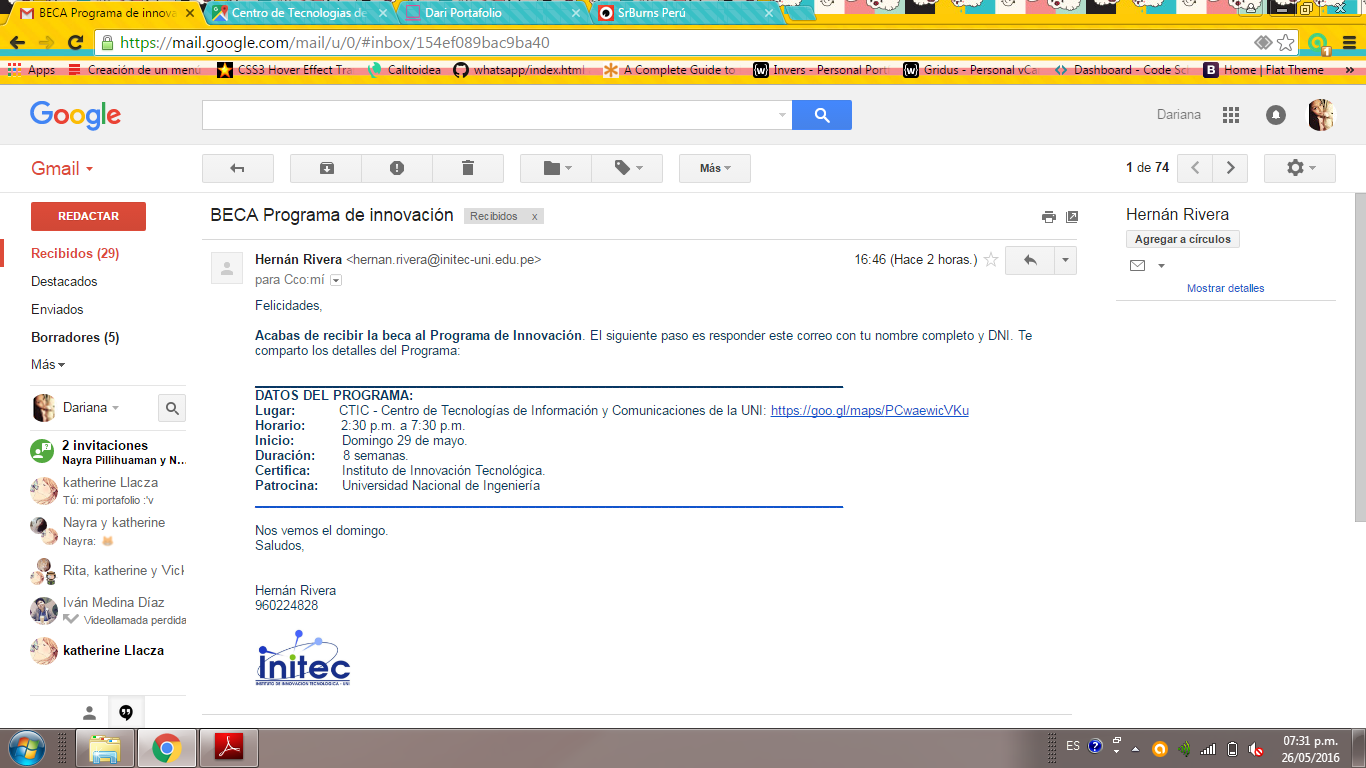 BECA Programa de innova
Centro de Tecnologías de
Dari Portafolio
SrBurns Perú
https://mail.google.com/mail/u/0/#inbox/154ef089bac9ba40
Apps
Creación de un menú
CSS3 Hover Effect Tra
Calltoidea
whatsapp/index.html
A Complete Guide to
Invers - Personal Port
Gridus - Personal vCa
Dashboard - Code Sc
Home | Flat Theme
»
Google
Dariana
Gmail
Más
1 de 74
REDACTAR
BECA Programa de innovación
Recibidos x
Hernán Rivera
Agregar a círculos
Mostrar detalles
Recibidos (29)
Destacados
Enviados
Borradores (5)
Más
Hernán Rivera <hernan.rivera@initec-uni.edu.pe>
16:46 (Hace 2 horas.)
para Cco:mí
Felicidades,
Acabas de recibir la beca al Programa de Innovación. El siguiente paso es responder este correo con tu nombre completo y DNI. Te
comparto los detalles del Programa:
DATOS DEL PROGRAMA:
Lugar: CTIC - Centro de Tecnologías de Información y Comunicaciones de la UNI: https://goo.gl/maps/PCwaewicVKu
Horario: 2:30 p.m. a 7:30 p.m.
Inicio: Domingo 29 de mayo.
Duración: 8 semanas.
Certifica: Instituto de Innovación Tecnológica.
Patrocina: Universidad Nacional de Ingeniería
Nos vemos el domingo.
Saludos,
Hernán Rivera
960224828
initec
INSTITUTO DE INNOVACIÓN TECNOLÓGICA - UNI
Dariana
2 invitaciones
Nayra Pillihuaman y N...
katherine Llacza
Tú: mi portafolio :'v
Nayra y katherine
Nayra:
Rita, katherine y Vick
Iván Medina Díaz
Videollamada perdida
katherine Llacza
ES
07:31 p.m.
26/05/2016